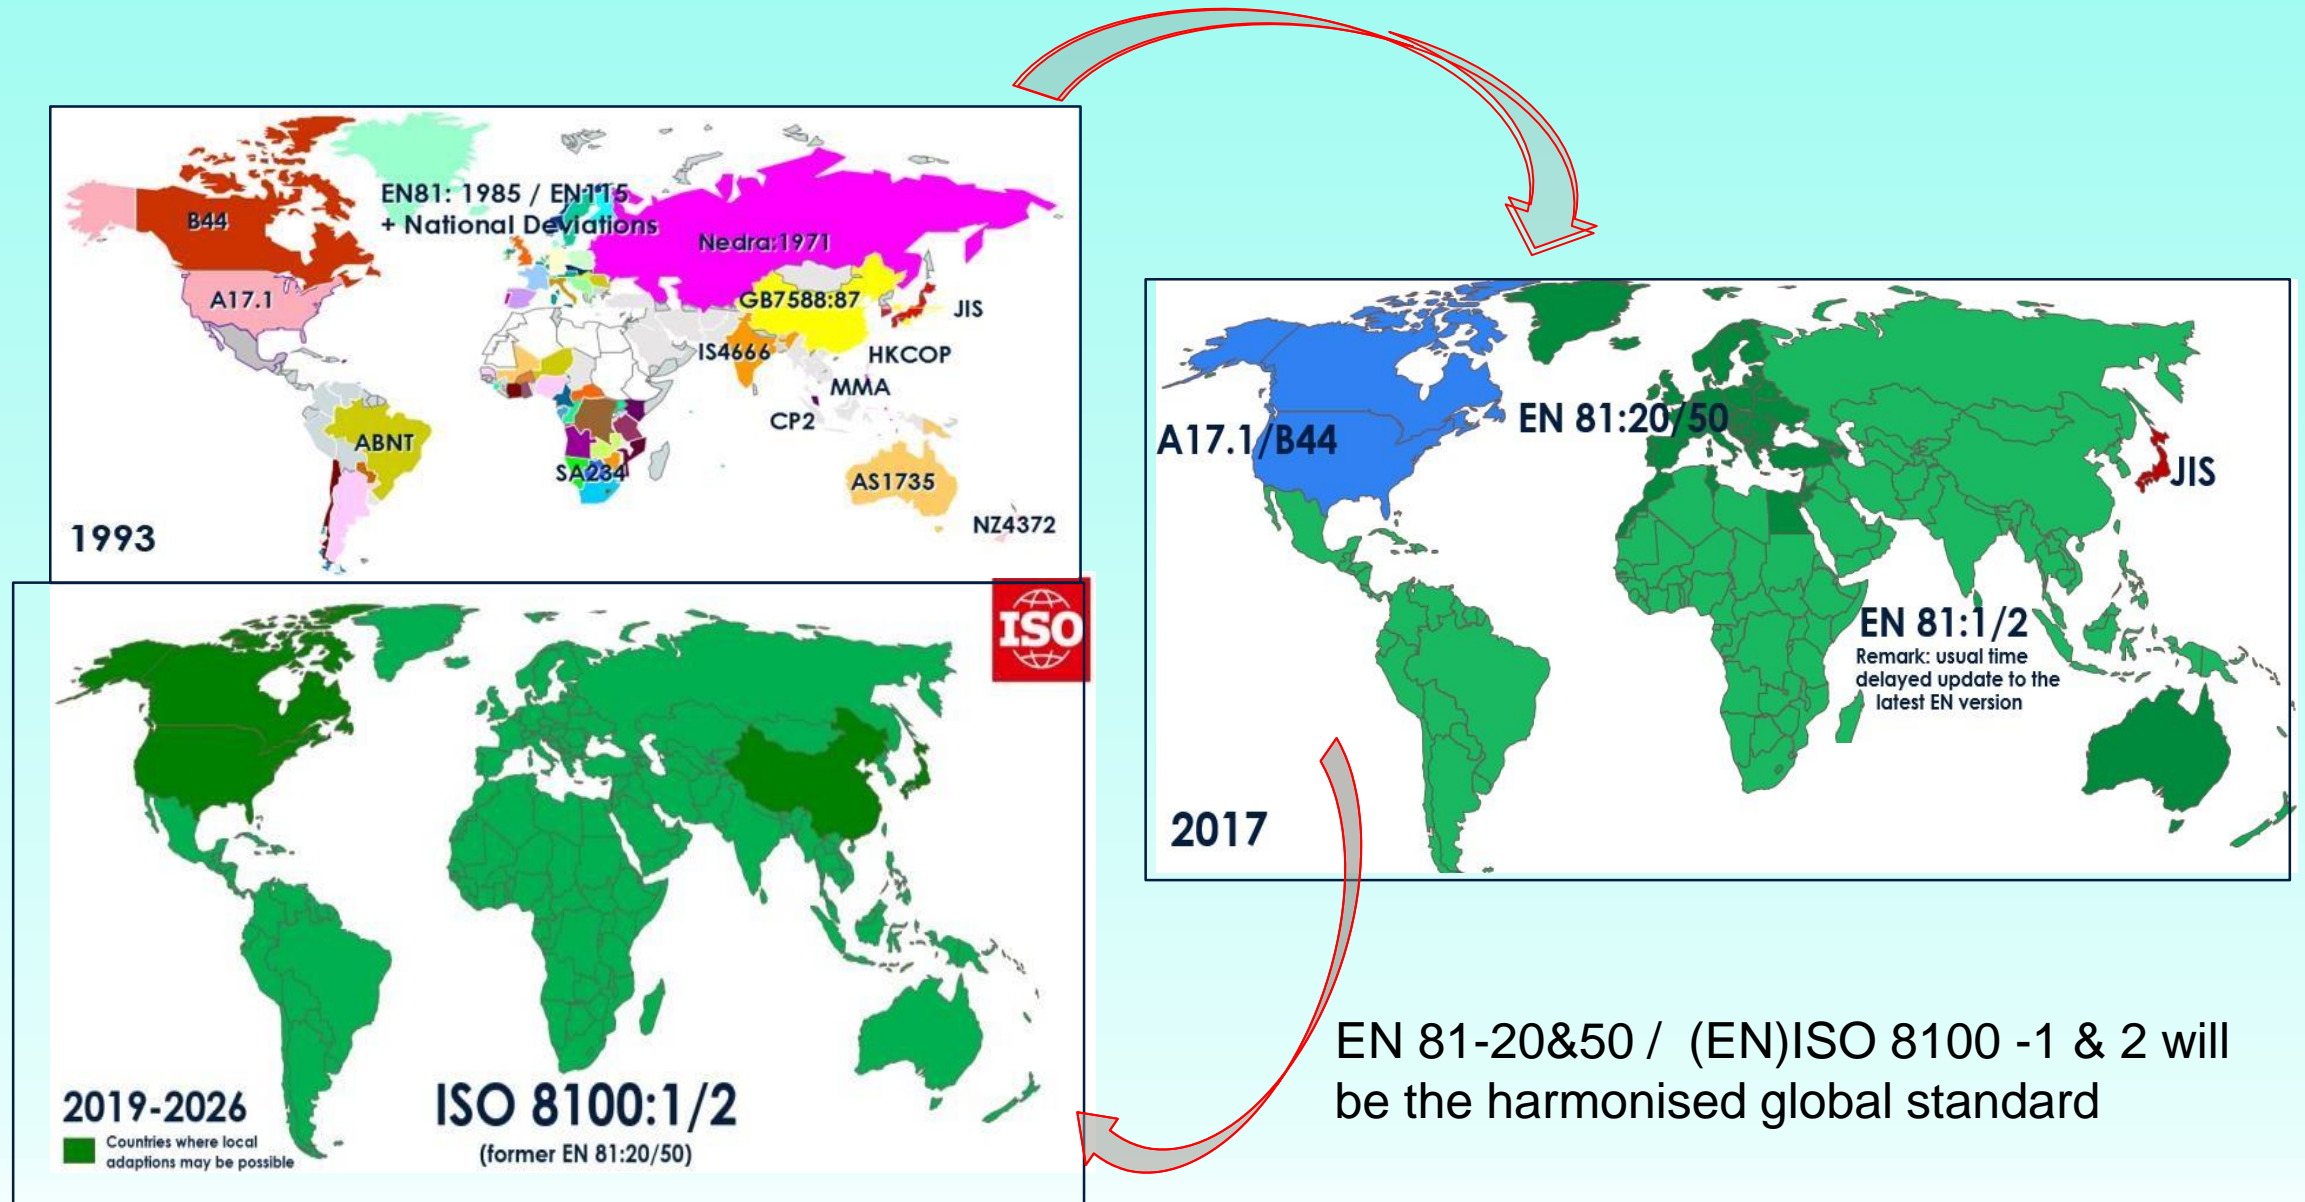 EN81: 1985 / EN115
+ National Deviations
B44
Nedra:1971
A17.1
GB7588:87
JIS
IS4666
HKCOP
MMA
CP2
ABNT
SA234
AS1735
NZ4372
1993
A17.1/B44
EN 81:20/50
JIS
EN 81:1/2
Remark: usual time
delayed update to the
latest EN version
2017
ISO
2019-2026
Countries where local
adaptions may be possible
ISO 8100:1/2
(former EN 81:20/50)
EN 81-20&50 / (EN)ISO 8100 -1 & 2 will
be the harmonised global standard